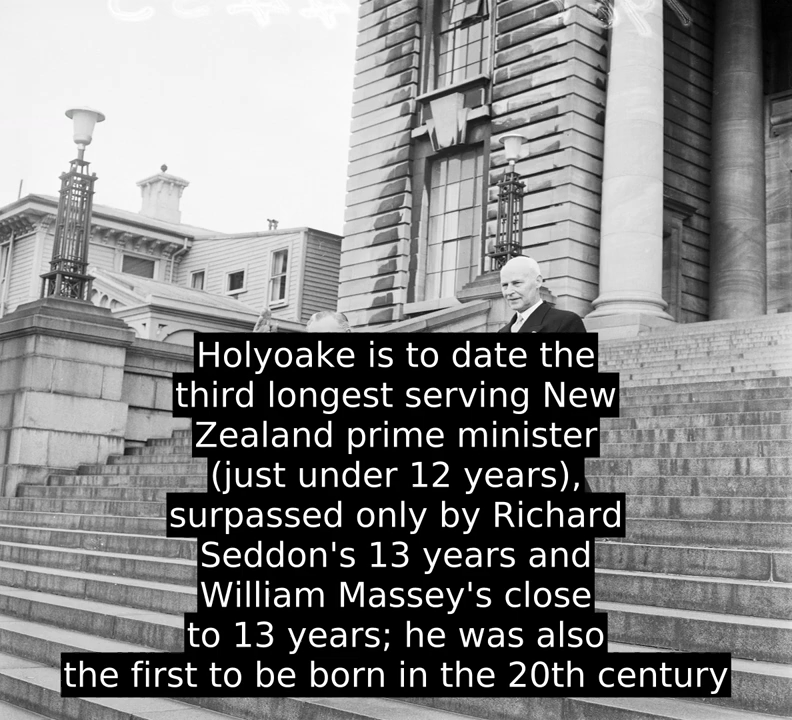 Holyoake is to date the
third longest serving New
Zealand prime minister
(just under 12 years),
surpassed only by Richard
Seddon's 13 years and
William Massey's close
to 13 years; he was also
the first to be born in the 20th century